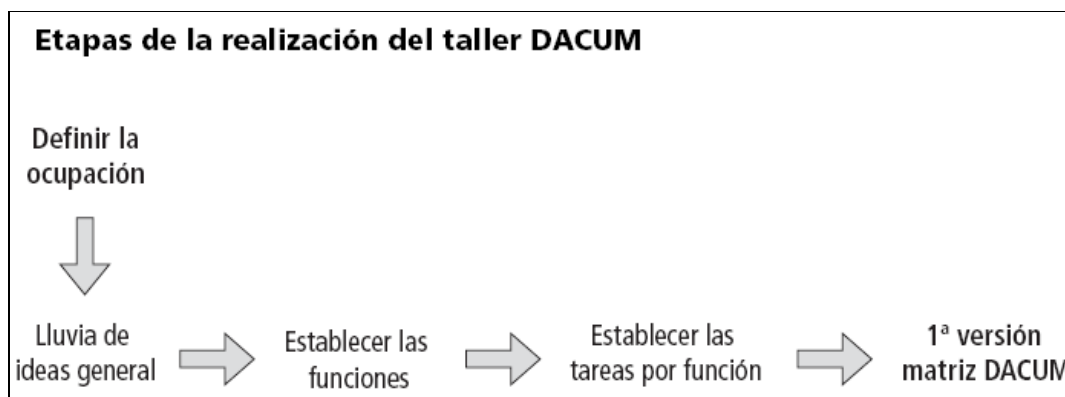 Etapas de la realización del taller DACUM
Definir la
ocupación
Lluvia de
ideas general
Establecer las
funciones
Establecer las
tareas por función
1ª versión
matriz DACUM